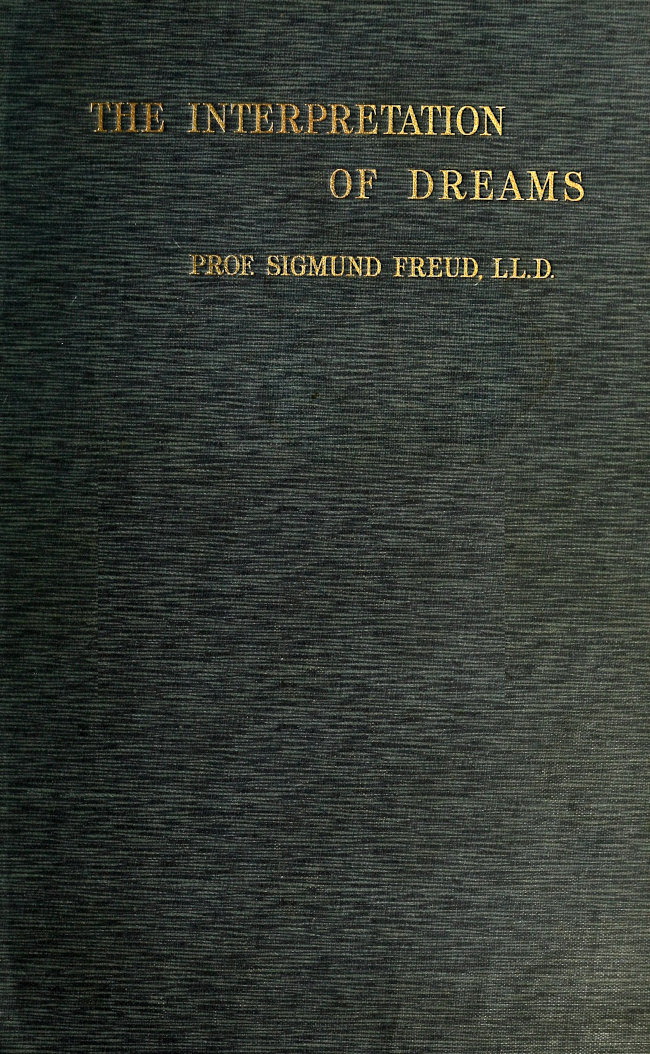 THE INTERPRETATION
OF DREAMS
PROF. SIGMUND FREUD, LL.D.